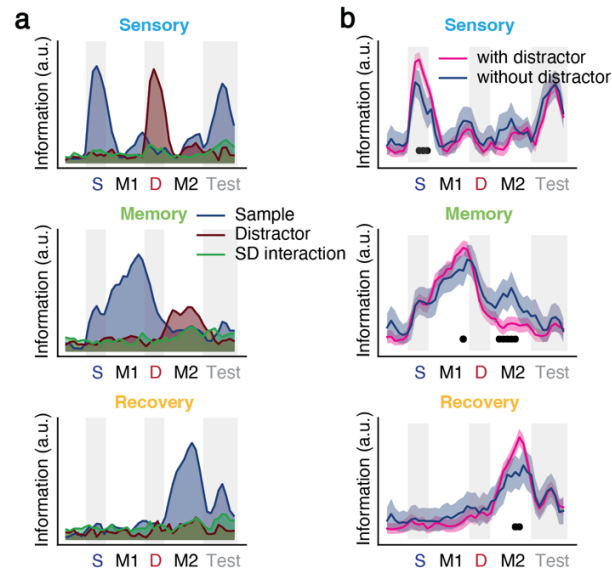 a
Sensory
Information (a.u.)
S M1 D M2 Test
Memory
Information (a.u.)
Sample
Distractor
SD interaction
S M1 D M2 Test
Recovery
Information (a.u.)
S M1 D M2 Test
b
Sensory
Information (a.u.)
with distractor
without distractor
S M1 D M2 Test
Memory
Information (a.u.)
S M1 D M2 Test
Recovery
Information (a.u.)
S M1 D M2 Test